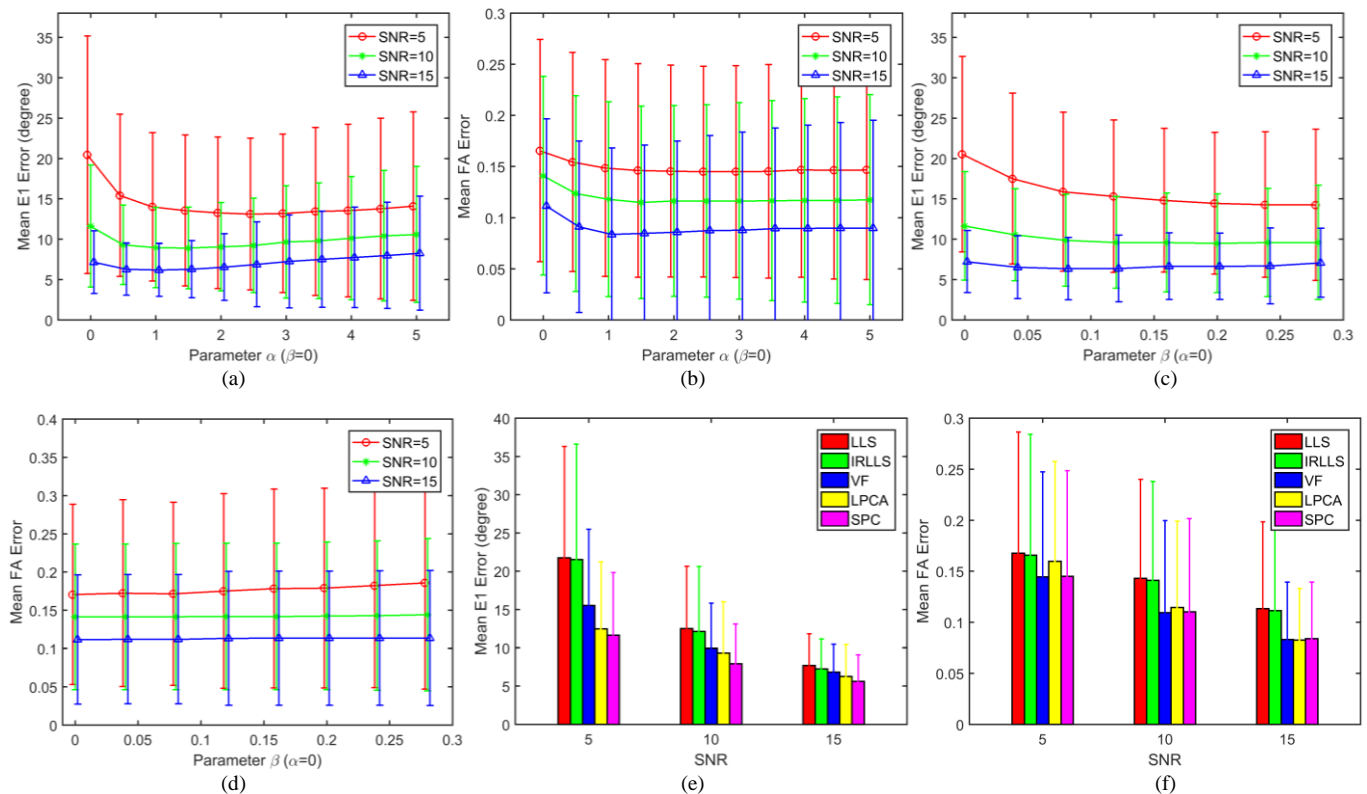 35
30
25
20
15
10
5
0
Mean E1 Error (degree)
0 1 2 3 4 5
Parameter α (β=0)
SNR=5
SNR=10
SNR=15
(a)
0.3
0.25
0.2
0.15
0.1
0.05
0
Mean FA Error
0 1 2 3 4 5
Parameter α (β=0)
SNR=5
SNR=10
SNR=15
(b)
35
30
25
20
15
10
5
0
Mean E1 Error (degree)
0 0.05 0.1 0.15 0.2 0.25 0.3
Parameter β (α=0)
SNR=5
SNR=10
SNR=15
(c)
0.4
0.35
0.3
0.25
0.2
0.15
0.1
0.05
0
Mean FA Error
0 0.05 0.1 0.15 0.2 0.25 0.3
Parameter β (α=0)
SNR=5
SNR=10
SNR=15
(d)
40
35
30
25
20
15
10
5
0
Mean E1 Error (degree)
5 10 15
SNR
LLS
IRLLS
VF
LPCA
SPC
(e)
0.3
0.25
0.2
0.15
0.1
0.05
0
Mean FA Error
5 10 15
SNR
LLS
IRLLS
VF
LPCA
SPC
(f)